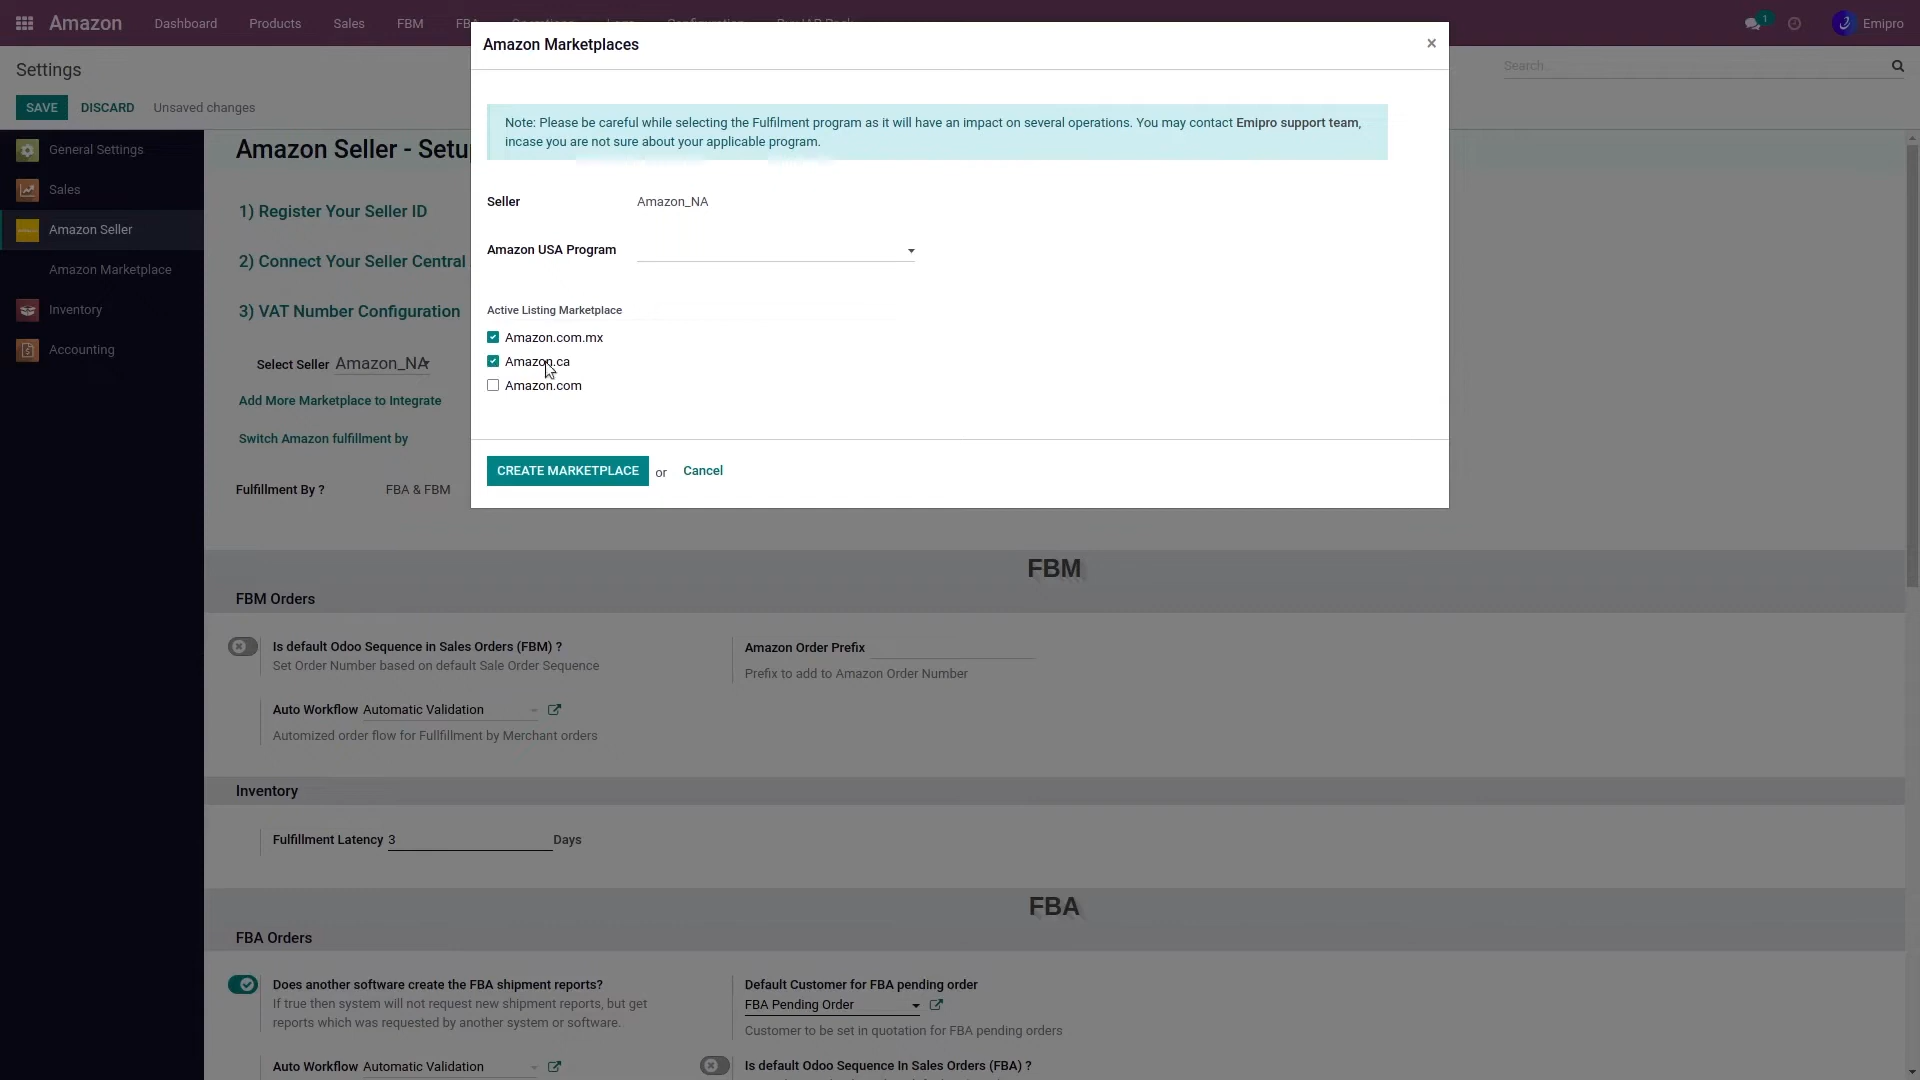 Amazon
Dashboard
Products
Sales
FBM
1
Emipro
Settings
Search...
SAVE
DISCARD
Unsaved changes
General Settings
Sales
Amazon Seller
Amazon Marketplace
Inventory
Accounting
Amazon Marketplaces
×
Note: Please be careful while selecting the Fulfilment program as it will have an impact on several operations. You may contact Emipro support team,
incase you are not sure about your applicable program.
Seller
Amazon_NA
Amazon USA Program
Active Listing Marketplace
Amazon.com.mx
Amazon.ca
Amazon.com
CREATE MARKETPLACE
or
Cancel
Amazon Seller -
1) Register Your Seller ID
2) Connect Your Seller Central
3) VAT Number Configuration
Select Seller
Amazon_NA
Add More Marketplace to Integrate
Switch Amazon fulfillment by
Fulfillment By ?
FBA & FBM
FBM
FBM Orders
Is default Odoo Sequence in Sales Orders (FBM) ?
Set Order Number based on default Sale Order Sequence
Amazon Order Prefix
Prefix to add to Amazon Order Number
Auto Workflow
Automatic Validation
Automized order flow for Fullfillment by Merchant orders
Inventory
Fulfillment Latency 3
Days
FBA
FBA Orders
Does another software create the FBA shipment reports?
If true then system will not request new shipment reports, but get
reports which was requested by another system or software.
Default Customer for FBA pending order
FBA Pending Order
Customer to be set in quotation for FBA pending orders
Auto Workflow
Automatic Validation
Is default Odoo Sequence In Sales Orders (FBA) ?